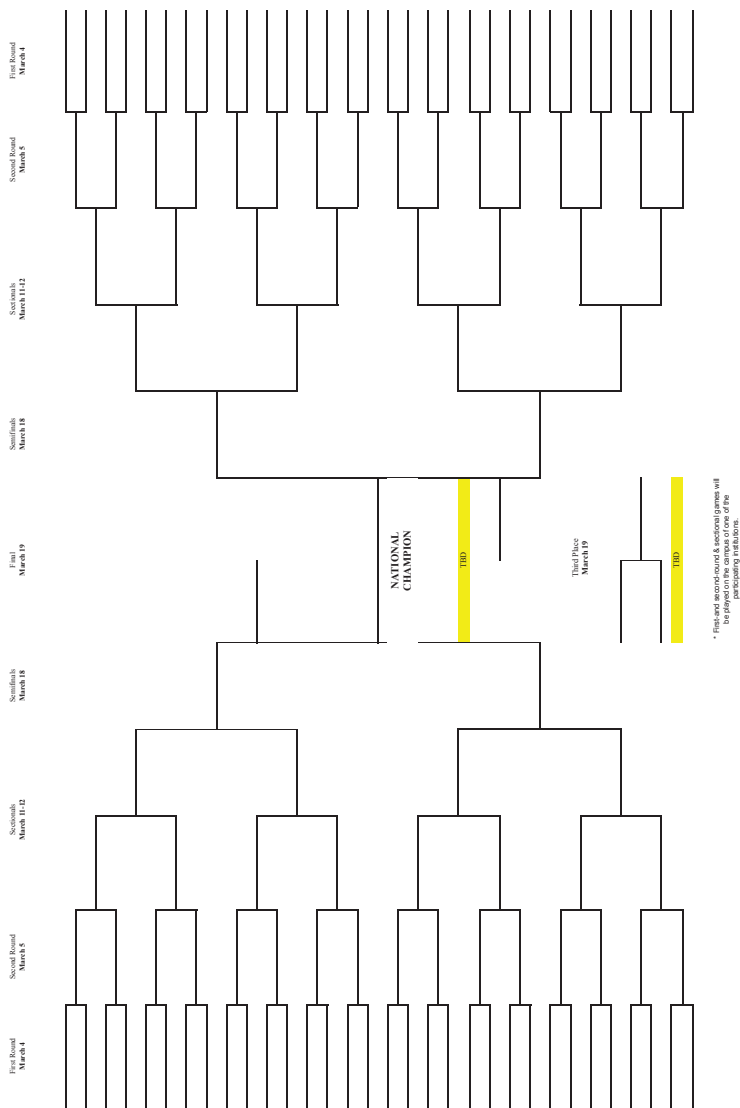 First Round
March 4
Second Round
March 5
Sectionals
March 11-12
Semifinals
March 18
Final
March 19
Semifinals
March 18
Sectionals
March 11-12
Second Round
March 5
First Round
March 4
NATIONAL
CHAMPION
TBD
Third Place
March 19
TBD
* First-and second-round & sectional games will
be played on the campus of one of the
participating institutions.